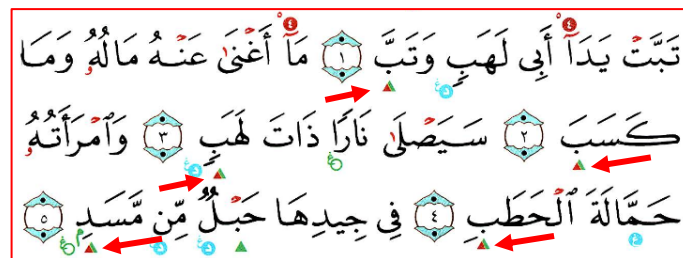 تَبَّتْ يَدَآ أَبِى لَهَبٍ وَتَبَّ ١ مَآ أَغْنَىٰ عَنْهُ مَالُهُۥ وَمَا
كَسَبَ ٢ سَيَصْلَىٰ نَارًا ذَاتَ لَهَبٍ ٣ وَٱمْرَأَتُهُۥ
حَمَّالَةَ ٱلْحَطَبِ ٤ فِى جِيدِهَا حَبْلٌ مِّن مَّسَدٍ ٥